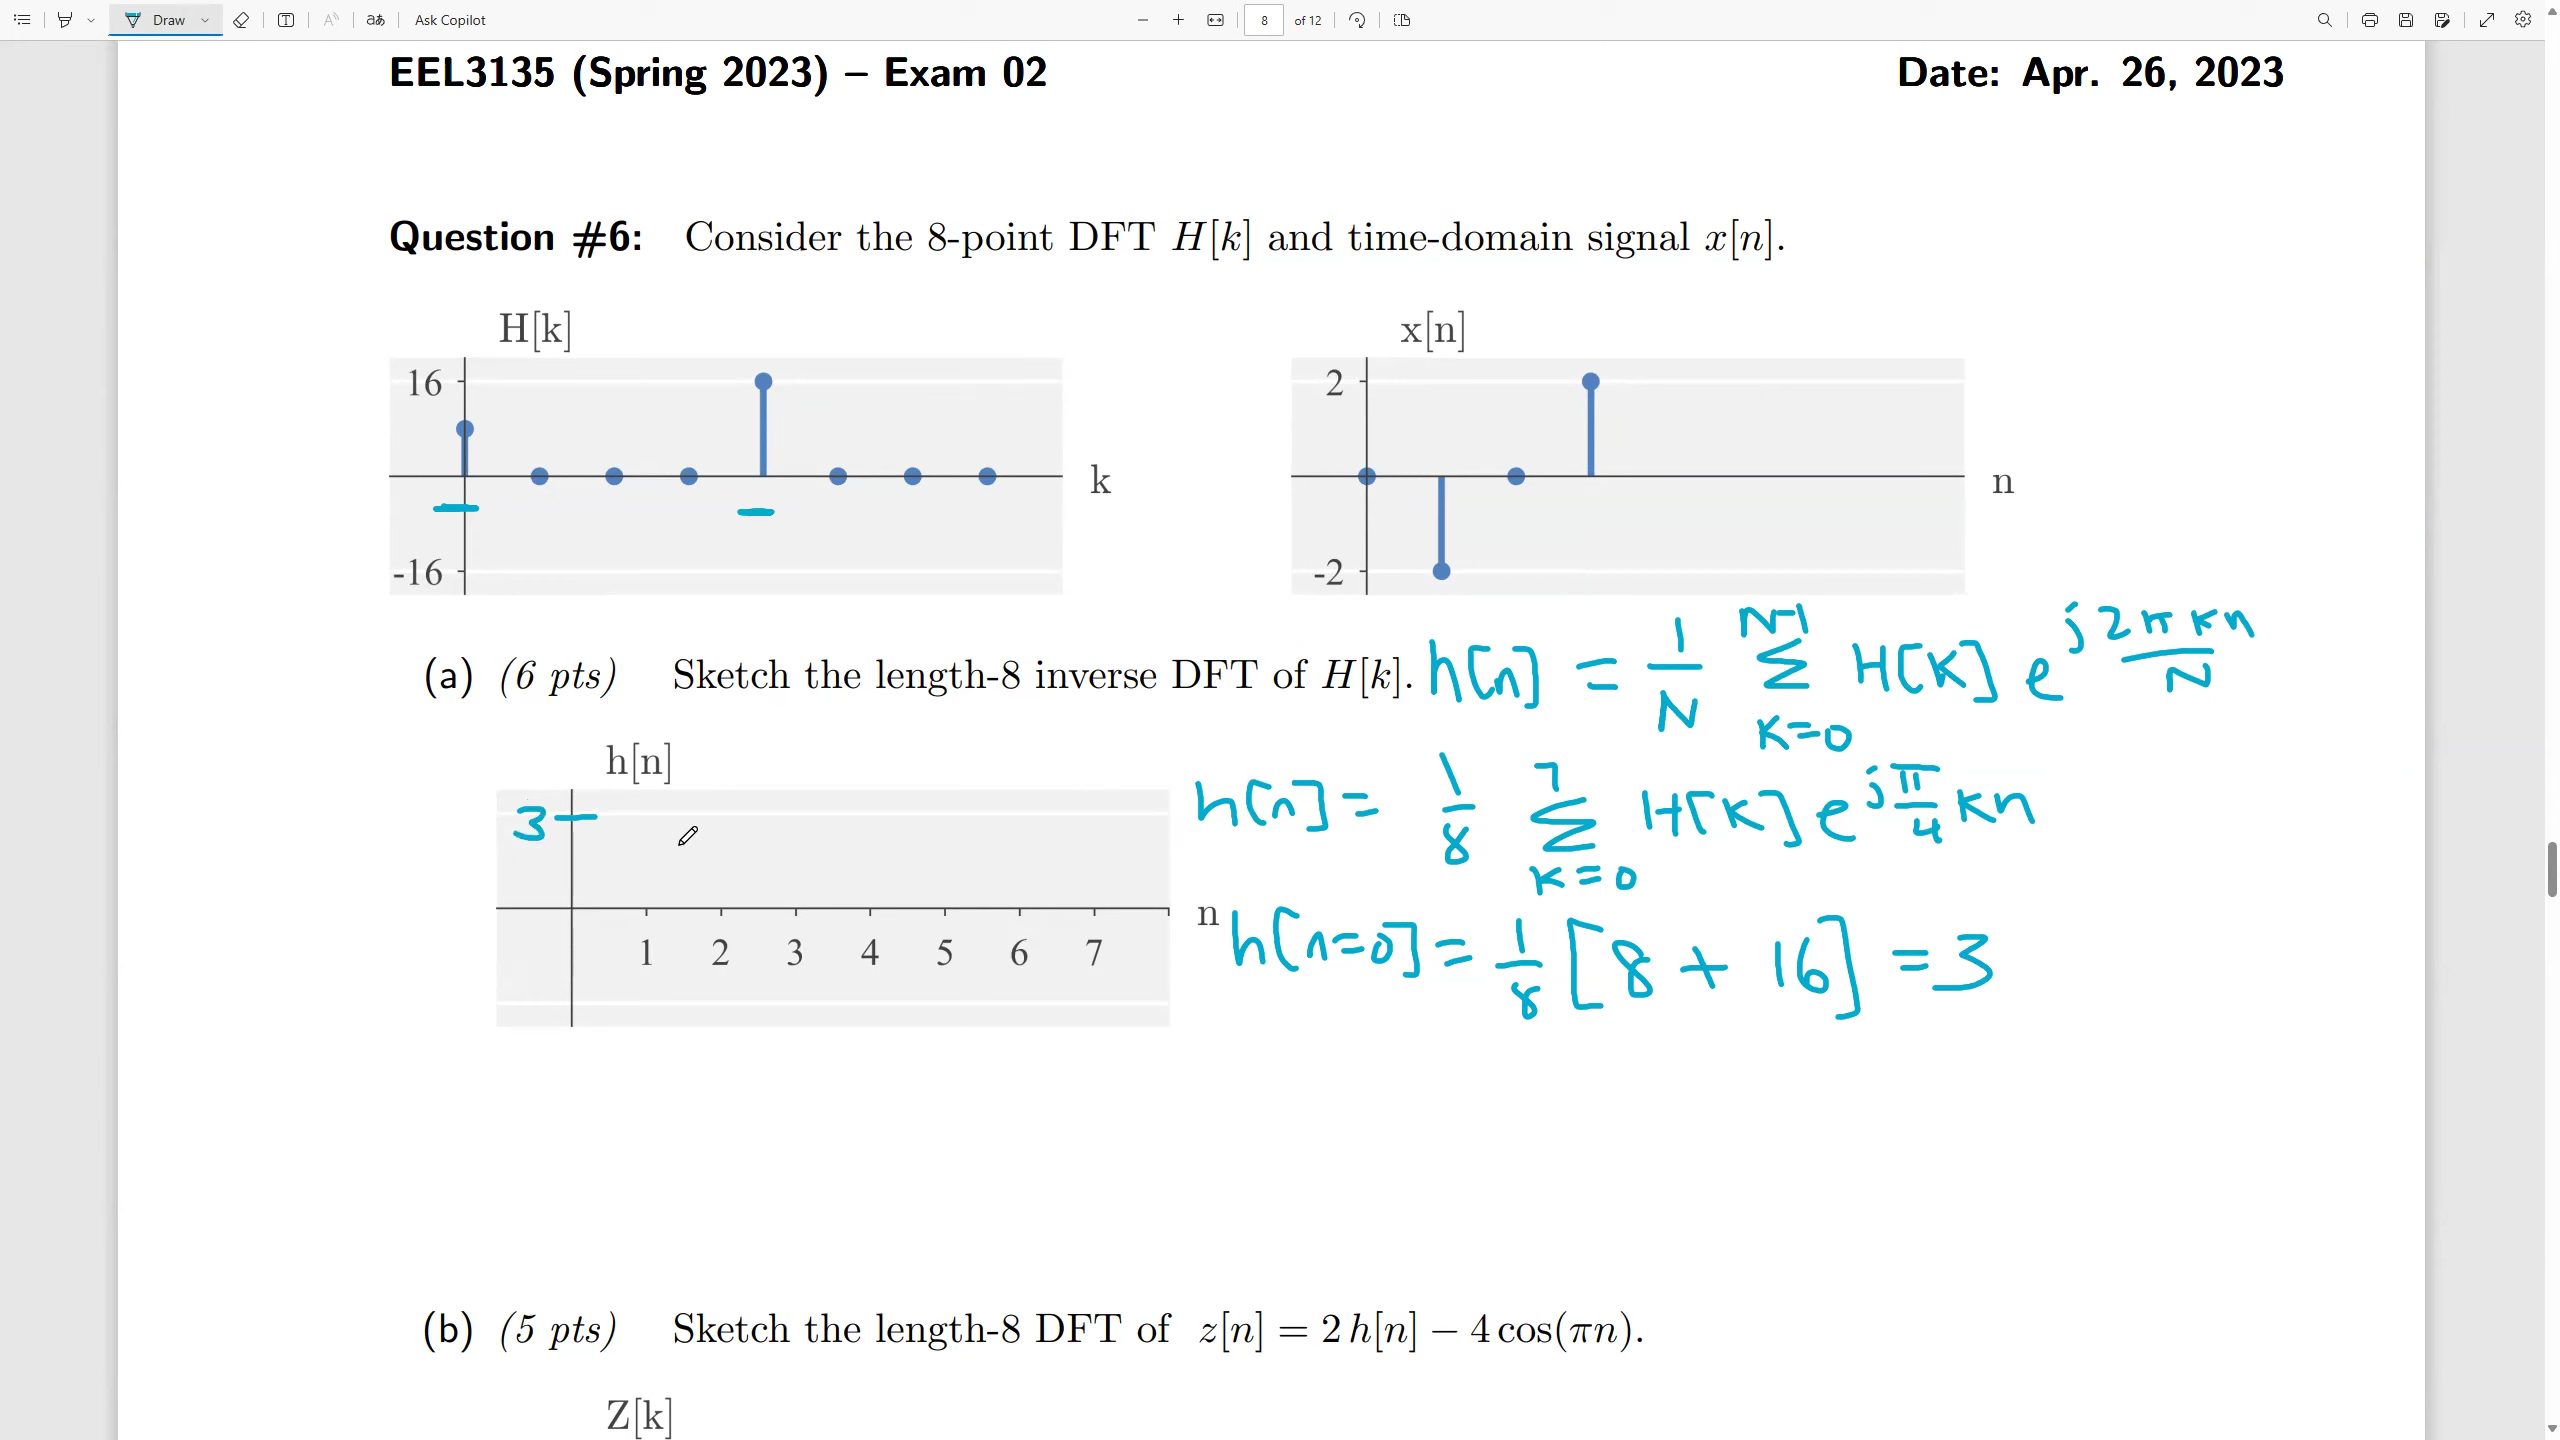 Draw Ask Copilot 8 of 12
EEL3135 (Spring 2023) – Exam 02 Date: Apr. 26, 2023
Question #6: Consider the 8-point DFT H[k] and time-domain signal x[n].
H[k]
16
-16
k
x[n]
2
-2
n
(a) (6 pts) Sketch the length-8 inverse DFT of H[k].
h[n] = 1/N Σ_{k=0}^{N-1} H[k] e^{j2πkn/N}
h[n]
3
1 2 3 4 5 6 7
n
h[n] = 1/8 Σ_{k=0}^{7} H[k] e^{jπ/4 kn}
h[n=0] = 1/8 [8 + 16] = 3
(b) (5 pts) Sketch the length-8 DFT of z[n] = 2 h[n] − 4 cos(πn).
Z[k]